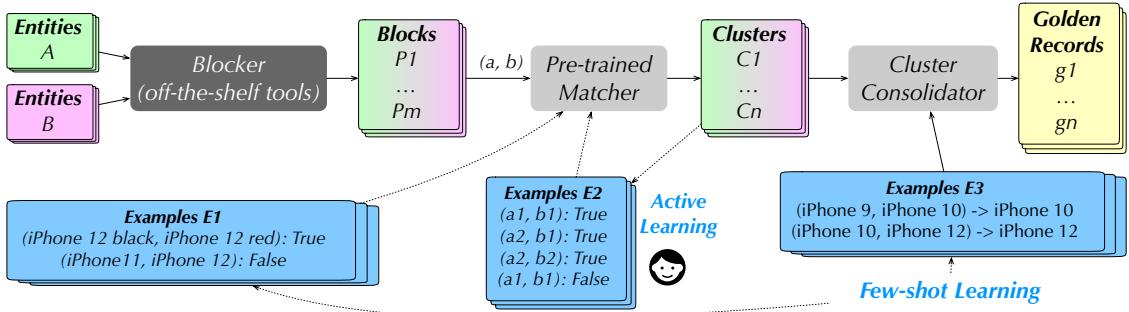 Entities
A
Entities
B
Blocker
(off-the-shelf tools)
Blocks
P1
...
Pm
(a, b)
Pre-trained
Matcher
Clusters
C1
...
Cn
Cluster
Consolidator
Golden
Records
g1
...
gn
Examples E1
(iPhone 12 black, iPhone 12 red): True
(iPhone11, iPhone 12): False
Examples E2
(a1, b1): True
(a2, b1): True
(a2, b2): True
(a1, b1): False
Active
Learning
Examples E3
(iPhone 9, iPhone 10) -> iPhone 10
(iPhone 10, iPhone 12) -> iPhone 12
Few-shot Learning